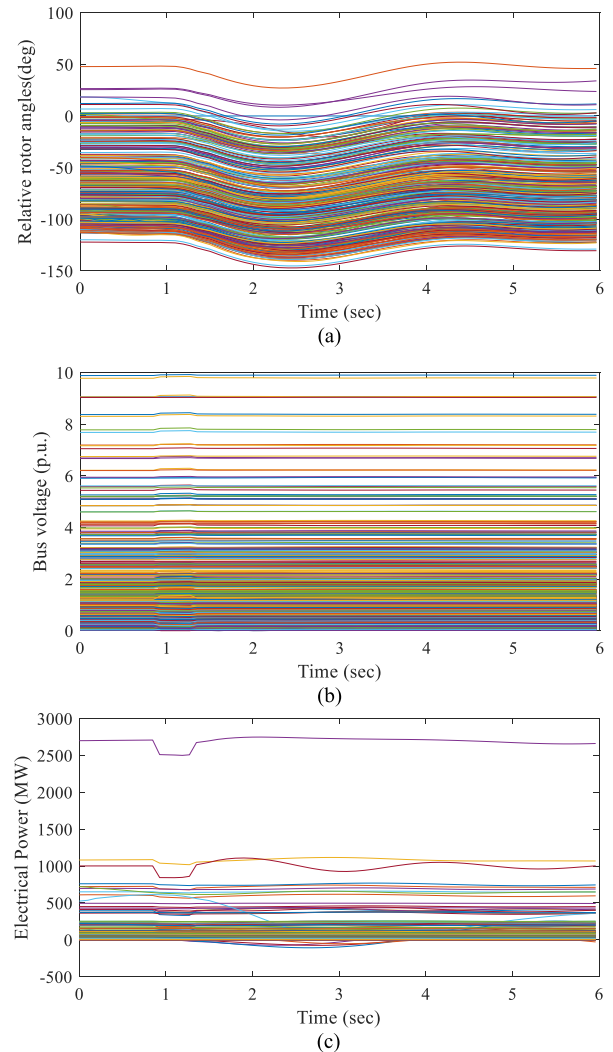 100
50
0
-50
-100
-150
Relative rotor angles(deg)
0 1 2 3 4 5 6
Time (sec)
(a)
10
8
6
4
2
0
Bus voltage (p.u.)
0 1 2 3 4 5 6
Time (sec)
(b)
3000
2500
2000
1500
1000
500
0
-500
Electrical Power (MW)
0 1 2 3 4 5 6
Time (sec)
(c)